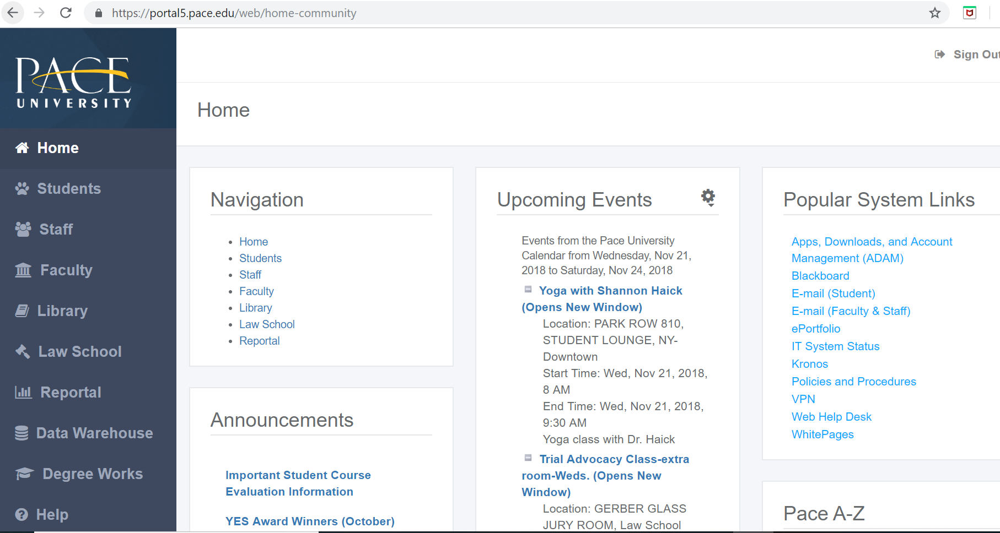 https://portal5.pace.edu/web/home-community
PACE
UNIVERSITY
Sign Out
Home
Home
Students
Staff
Faculty
Library
Law School
Reportal
Data Warehouse
Degree Works
Help
Navigation
Home
Students
Staff
Faculty
Library
Law School
Reportal
Announcements
Important Student Course
Evaluation Information
YES Award Winners (October)
Upcoming Events
Events from the Pace University
Calendar from Wednesday, Nov 21,
2018 to Saturday, Nov 24, 2018
Yoga with Shannon Haick
(Opens New Window)
Location: PARK ROW 810,
STUDENT LOUNGE, NY-
Downtown
Start Time: Wed, Nov 21, 2018,
8 AM
End Time: Wed, Nov 21, 2018,
9:30 AM
Yoga class with Dr. Haick
Trial Advocacy Class-extra
room-Weds. (Opens New
Window)
Location: GERBER GLASS
JURY ROOM, Law School
Popular System Links
Apps, Downloads, and Account
Management (ADAM)
Blackboard
E-mail (Student)
E-mail (Faculty & Staff)
ePortfolio
IT System Status
Kronos
Policies and Procedures
VPN
Web Help Desk
WhitePages
Pace A-Z